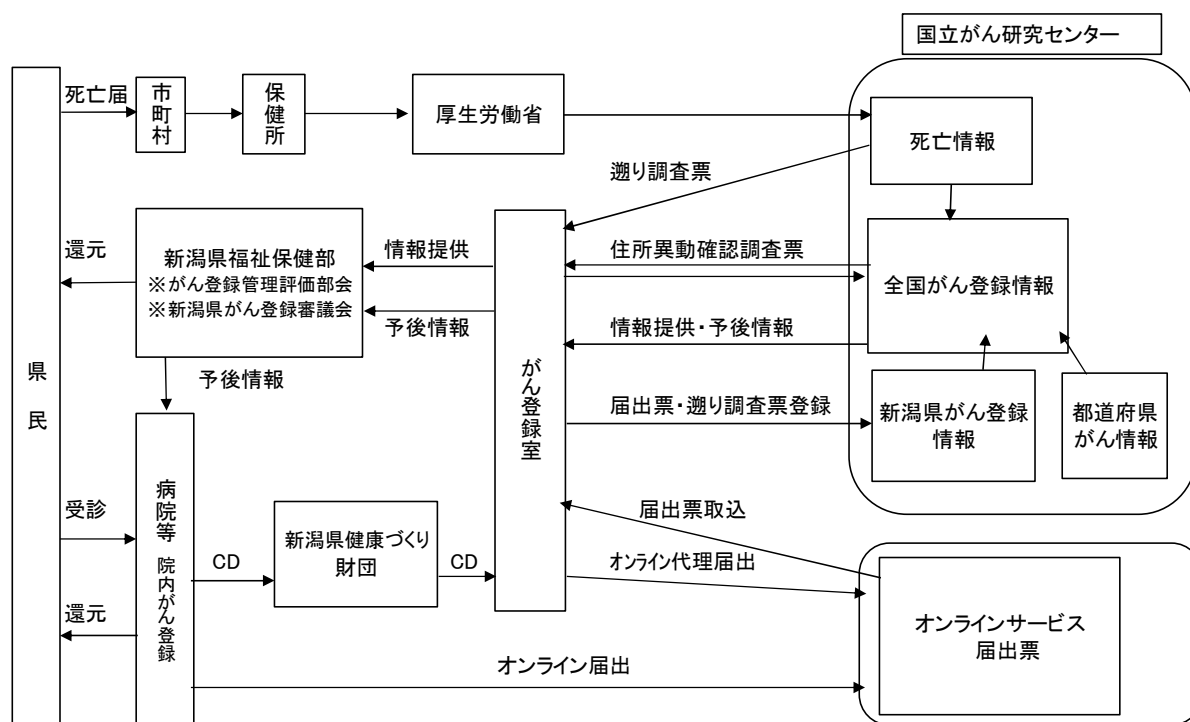 国立がん研究センター
死亡届
市町村
保健所
厚生労働省
死亡情報
遡り調査票
還元
新潟県福祉保健部
※がん登録管理評価部会
※新潟県がん登録審議会
情報提供
予後情報
住所異動確認調査票
全国がん登録情報
情報提供・予後情報
県民
予後情報
がん登録室
届出票・遡り調査票登録
新潟県がん登録
情報
都道府県
がん情報
受診
病院等 院内がん登録
CD
新潟県健康づくり
財団
CD
届出票取込
オンライン代理届出
還元
オンライン届出
オンラインサービス
届出票